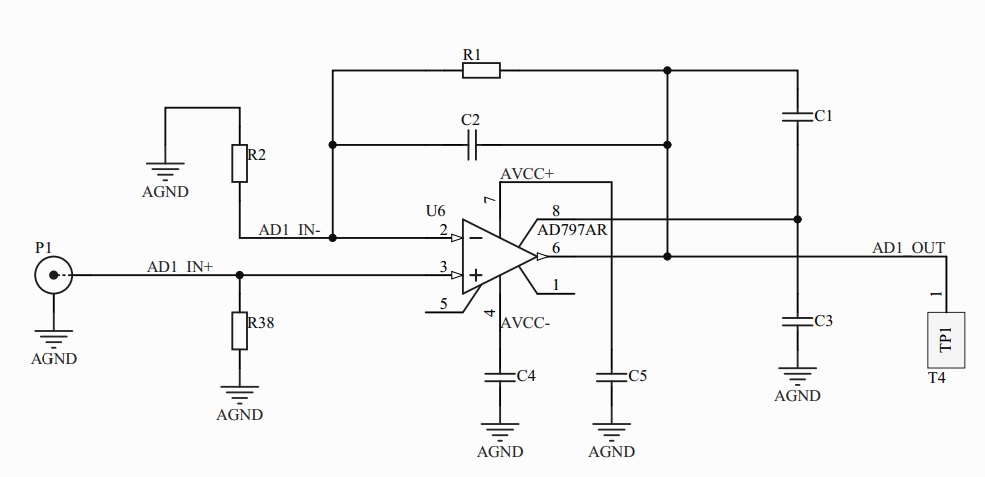 R1
C1
C2
R2
AVCC+
7
AGND
U6
8
AD797AR
AD1_IN-
2
6
P1
AD1_OUT
AD1_IN+
3
1
1
5
4
AVCC-
R38
C3
TP1
AGND
C4
C5
T4
AGND
AGND
AGND
AGND